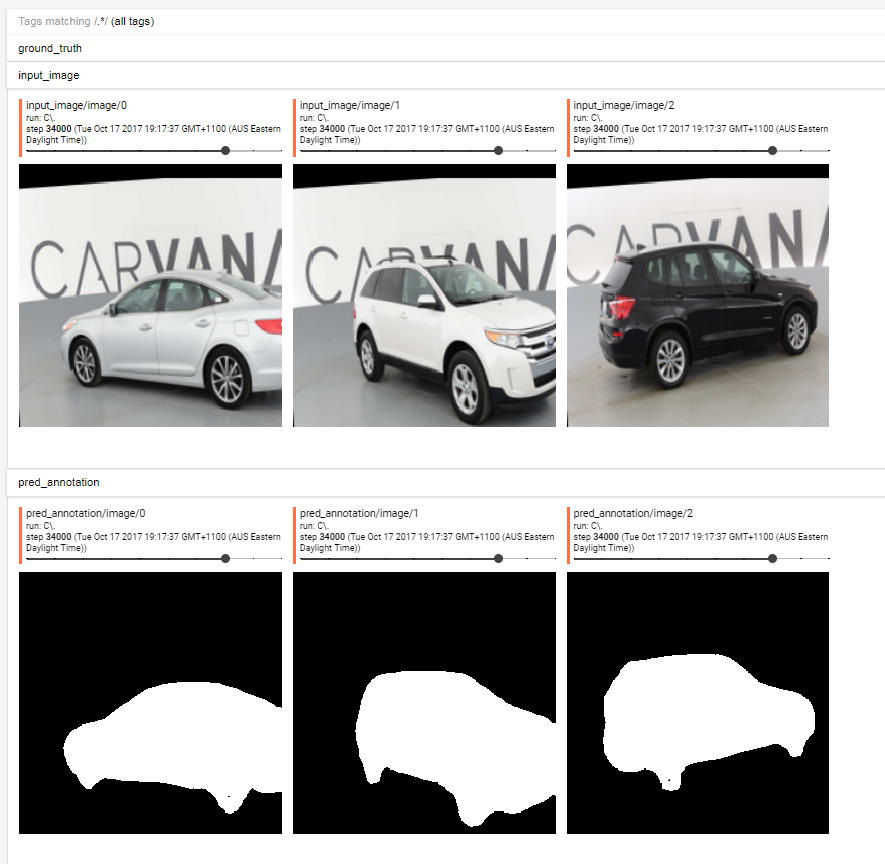 Tags matching /.*/ (all tags)
ground_truth
input_image
input_image/image/0
run: C\.
step 34000 (Tue Oct 17 2017 19:17:37 GMT+1100 (AUS Eastern
Daylight Time))
input_image/image/1
run: C\.
step 34000 (Tue Oct 17 2017 19:17:37 GMT+1100 (AUS Eastern
Daylight Time))
input_image/image/2
run: C\.
step 34000 (Tue Oct 17 2017 19:17:37 GMT+1100 (AUS Eastern
Daylight Time))
CARVANA
CARVANA
CARVANA
pred_annotation
pred_annotation/image/0
run: C\.
step 34000 (Tue Oct 17 2017 19:17:37 GMT+1100 (AUS Eastern
Daylight Time))
pred_annotation/image/1
run: C\.
step 34000 (Tue Oct 17 2017 19:17:37 GMT+1100 (AUS Eastern
Daylight Time))
pred_annotation/image/2
run: C\.
step 34000 (Tue Oct 17 2017 19:17:37 GMT+1100 (AUS Eastern
Daylight Time))